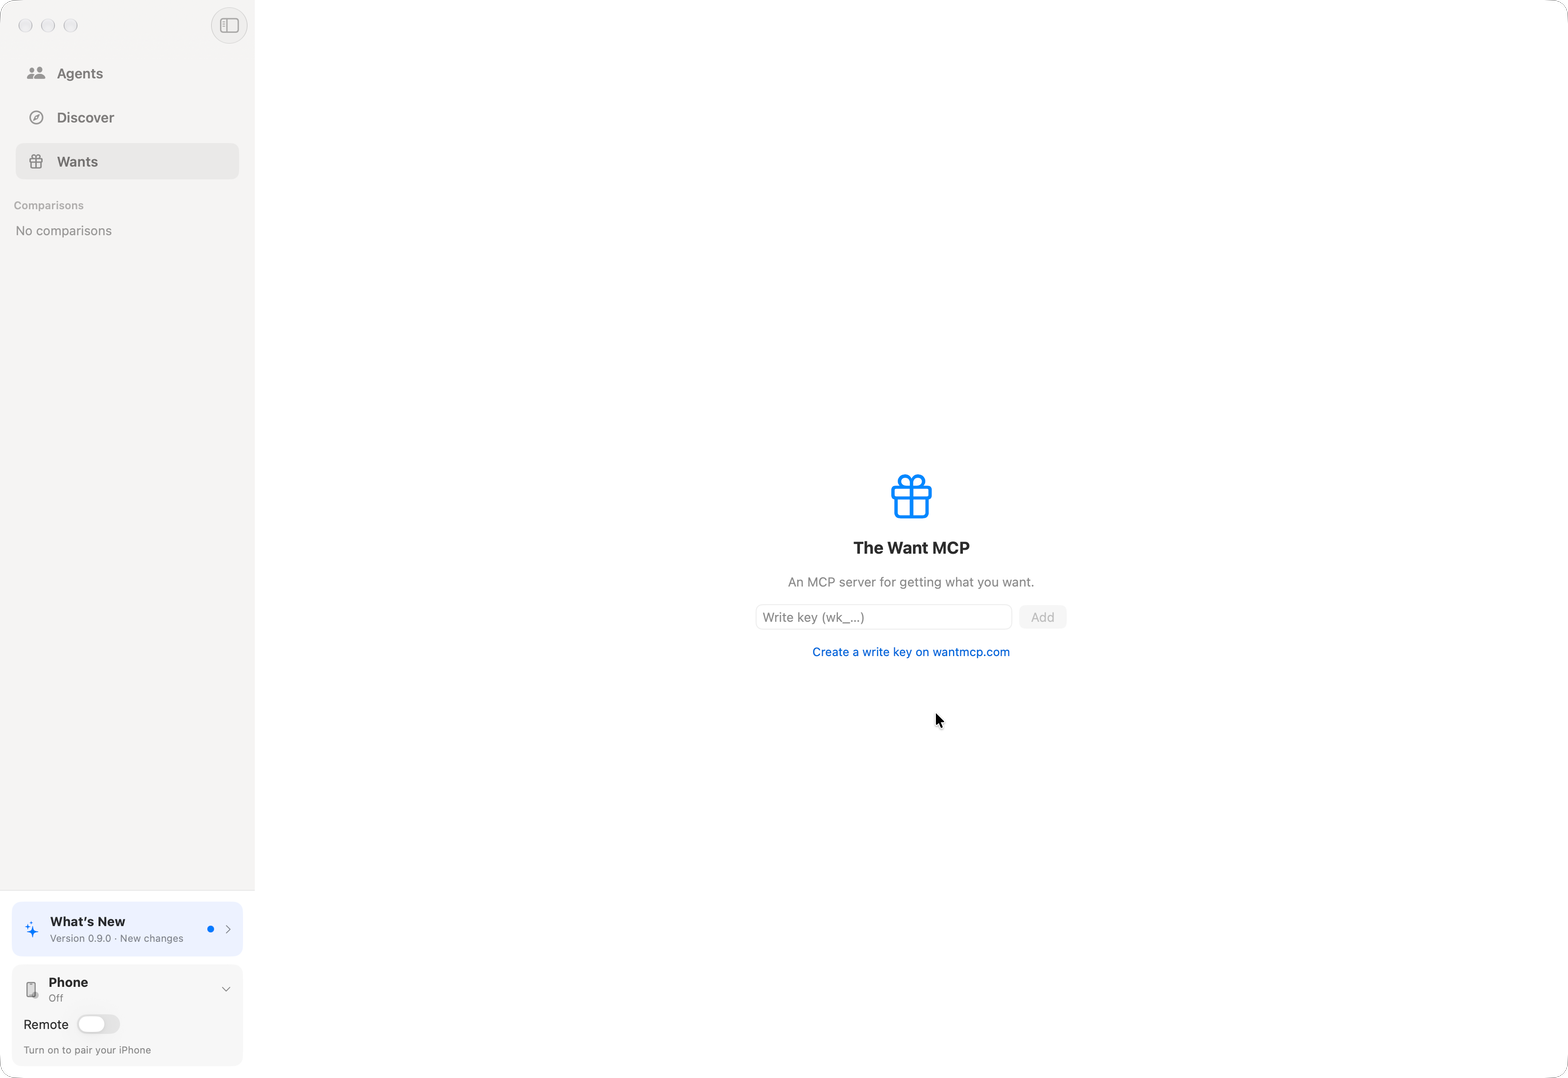 Agents
Discover
Wants
Comparisons
No comparisons
The Want MCP
An MCP server for getting what you want.
Write key (wk_...)
Add
Create a write key on wantmcp.com
What’s New
Version 0.9.0 · New changes
Phone
Off
Remote
Turn on to pair your iPhone